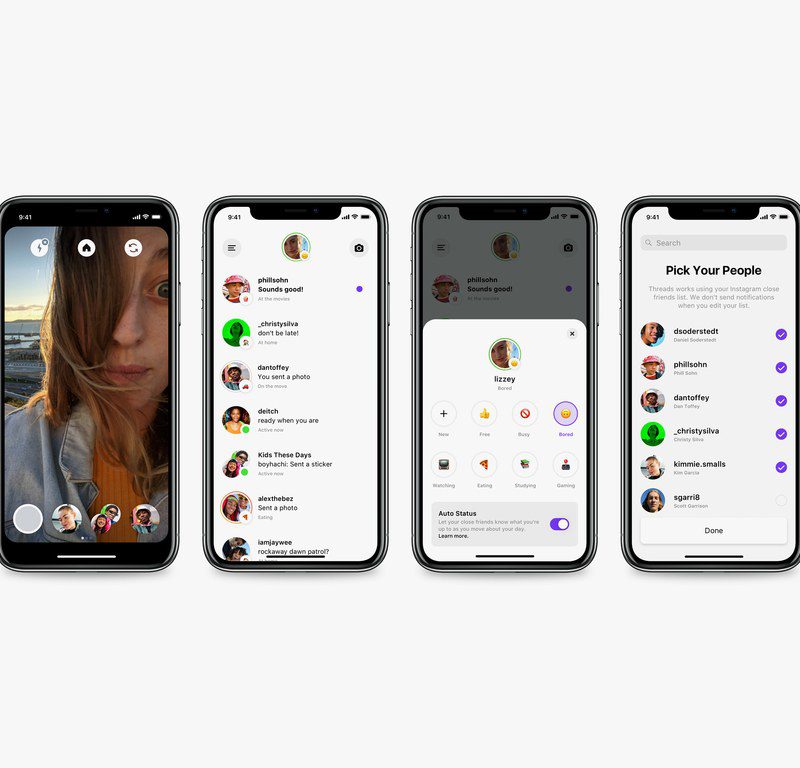 9:41
9:41
phillsohn
Sounds good!
At the movies
_christysilva
don't be late!
At home
dantoffey
You sent a photo
On the move
deitch
ready when you are
Active now
Kids These Days
boyhachi: Sent a sticker
Active now
alexthebez
Sent a photo
Eating
iamjaywee
rockaway dawn patrol?
9:41
phillsohn
Sounds good!
At the movies
lizzey
Bored
New
Free
Busy
Bored
Watching
Eating
Studying
Gaming
Auto Status
Let your close friends know what you're
up to as you move about your day.
Learn more.
9:41
Search
Pick Your People
Threads works using your Instagram close
friends list. We don't send notifications
when you edit your list.
dsoderstedt
Daniel Soderstedt
phillsohn
Phill Sohn
dantoffey
Dan Toffey
_christysilva
Christy Silva
kimmie.smalls
Kim Garcia
sgarri8
Scott Garrison
Done